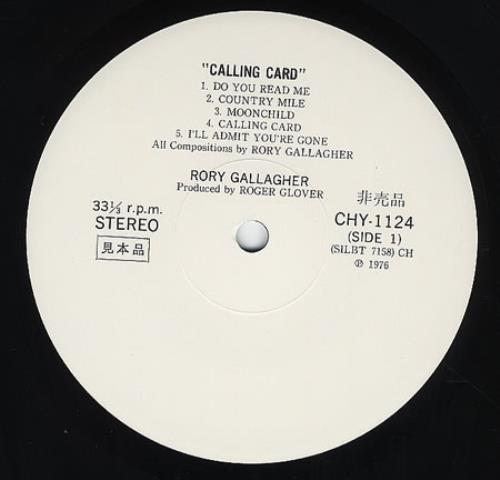 "CALLING CARD"
1. DO YOU READ ME
2. COUNTRY MILE
3. MOONCHILD
4. CALLING CARD
5. I'LL ADMIT YOU'RE GONE
All Compositions by RORY GALLAGHER
RORY GALLAGHER
Produced by ROGER GLOVER
33⅓ r.p.m.
STEREO
見本品
非売品
CHY-1124
(SIDE 1)
(SILBT 7158) CH
℗ 1976